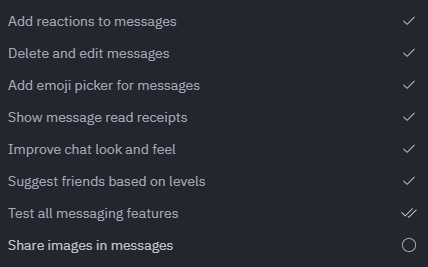 Add reactions to messages
Delete and edit messages
Add emoji picker for messages
Show message read receipts
Improve chat look and feel
Suggest friends based on levels
Test all messaging features
Share images in messages